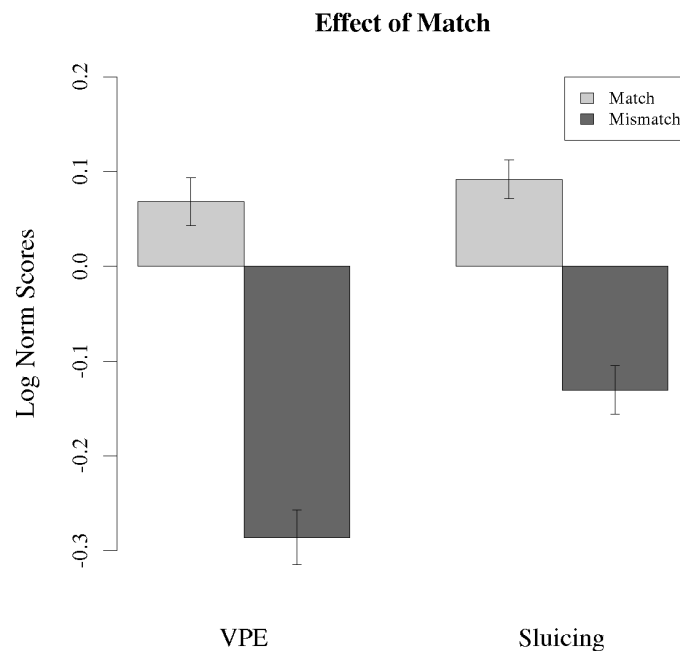 Effect of Match
Match
Mismatch
Log Norm Scores
0.2
0.1
0.0
-0.1
-0.2
-0.3
VPE
Sluicing